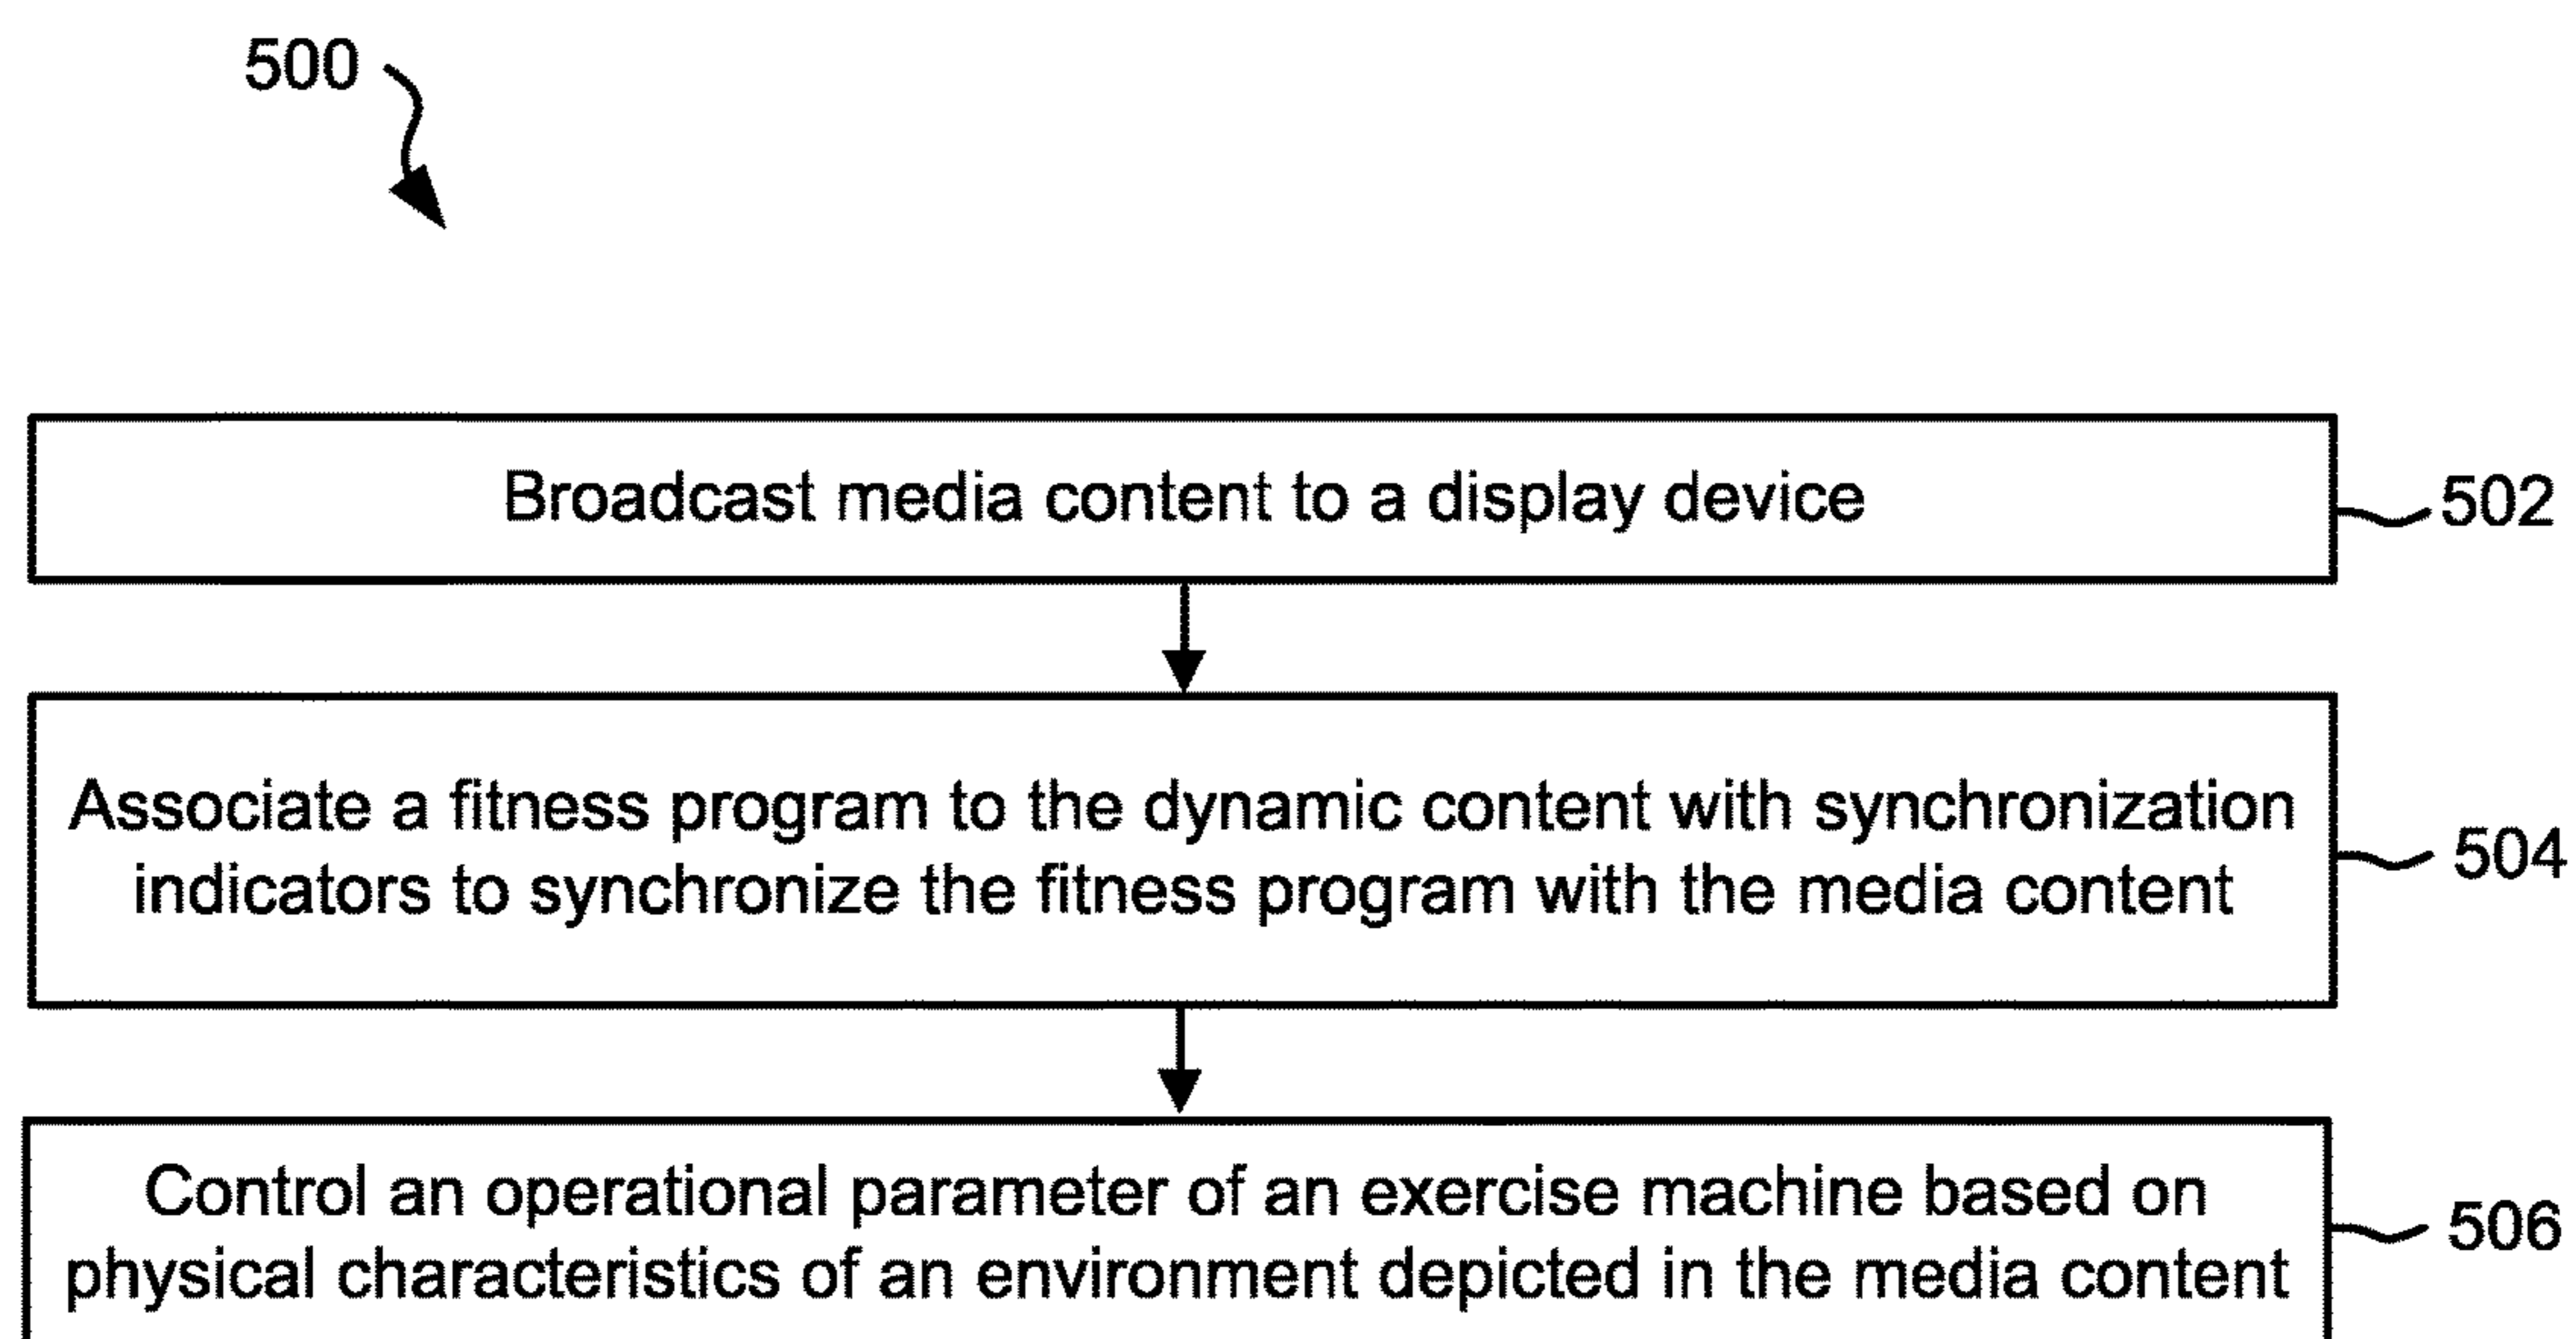 500
Broadcast media content to a display device
502
Associate a fitness program to the dynamic content with synchronization
indicators to synchronize the fitness program with the media content
504
Control an operational parameter of an exercise machine based on
physical characteristics of an environment depicted in the media content
506